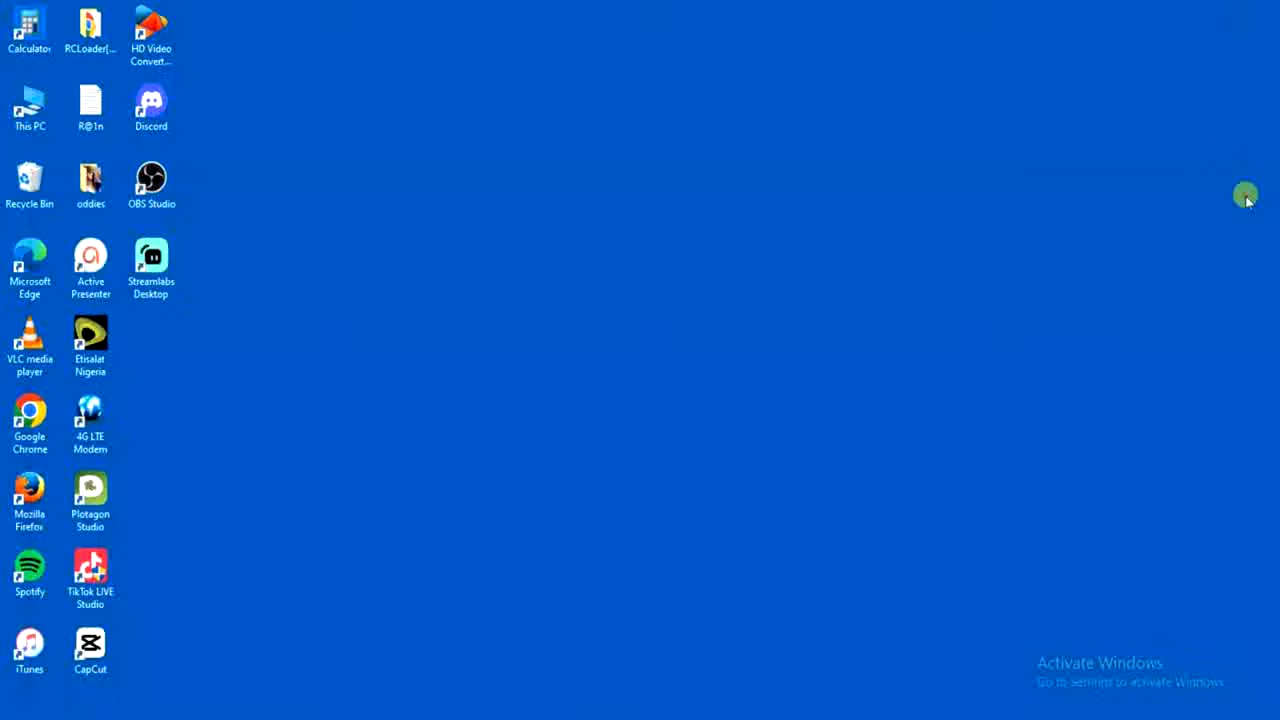 Calculator
RCLoader[...
HD Video
Convert...
This PC
R@1n
Discord
Recycle Bin
oddies
OBS Studio
Microsoft
Edge
Active
Presenter
Streamlabs
Desktop
VLC media
player
Etisalat
Nigeria
Google
Chrome
4G LTE
Modem
Mozilla
Firefox
Plotagon
Studio
Spotify
TikTok LIVE
Studio
iTunes
CapCut
Activate Windows
Go to Settings to activate Windows.